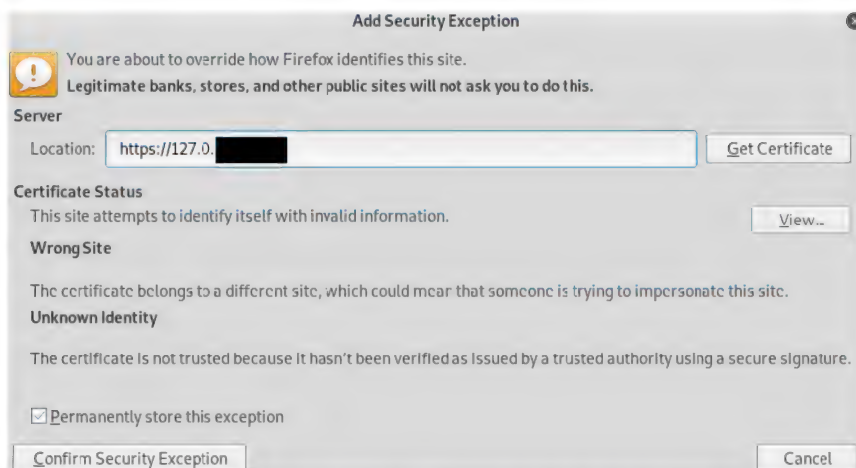 Add Security Exception
You are about to override how Firefox identifies this site.
Legitimate banks, stores, and other public sites will not ask you to do this.
Server
Location: https://127.0. Get Certificate
Certificate Status
This site attempts to identify itself with invalid information. View...
Wrong Site
The certificate belongs to a different site, which could mean that someone is trying to impersonate this site.
Unknown Identity
The certificate is not trusted because it hasn't been verified as issued by a trusted authority using a secure signature.
Permanently store this exception
Confirm Security Exception Cancel